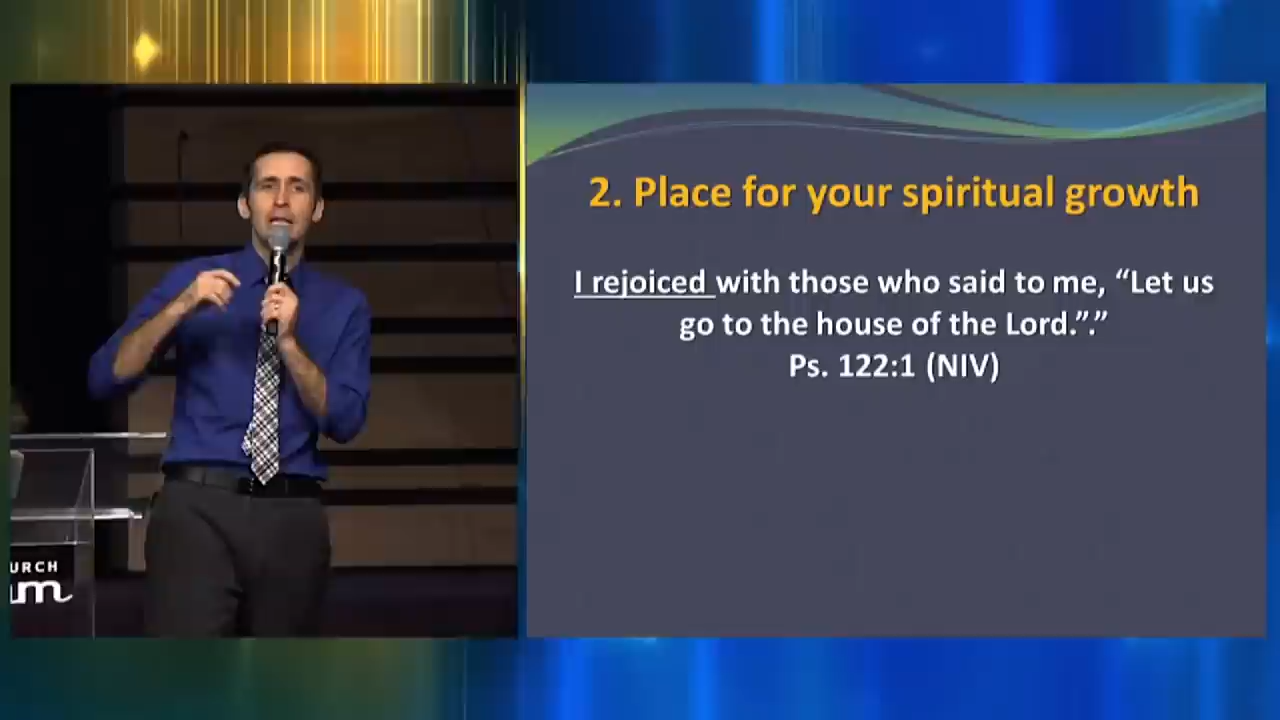 2. Place for your spiritual growth
I rejoiced with those who said to me, “Let us
go to the house of the Lord.”.”
Ps. 122:1 (NIV)
URCH